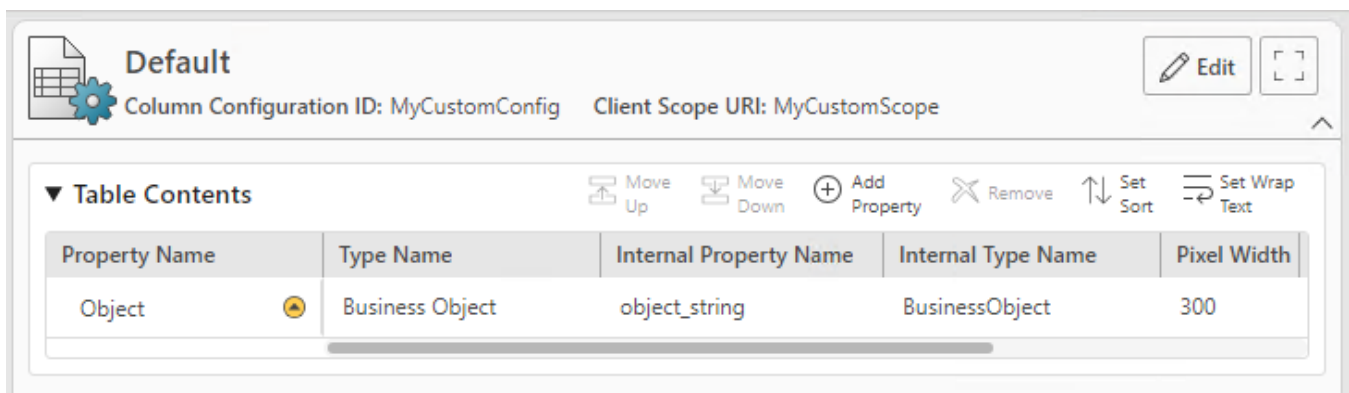 Default
Edit
Column Configuration ID: MyCustomConfig Client Scope URI: MyCustomScope
Table Contents
Move Up
Move Down
Add Property
Remove
Set Sort
Set Wrap Text
Property Name Type Name Internal Property Name Internal Type Name Pixel Width
Object Business Object object_string BusinessObject 300